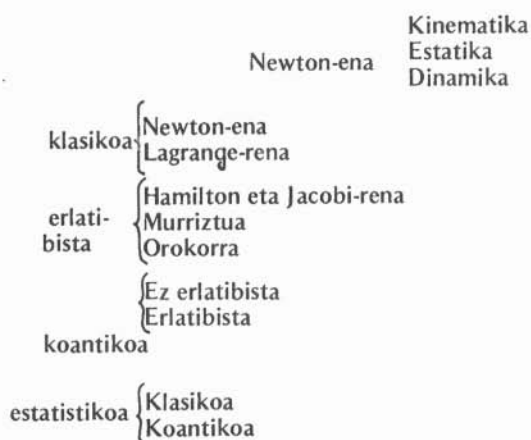 Kinematika
Newton-ena Estatika
Dinamika
klasikoa Newton-ena
Lagrange-rena
Hamilton eta Jacobi-rena
erlati- Murriztua
bista Orokorra
Ez erlatibista
Erlatibista
koantikoa
estatistikoa Klasikoa
Koantikoa